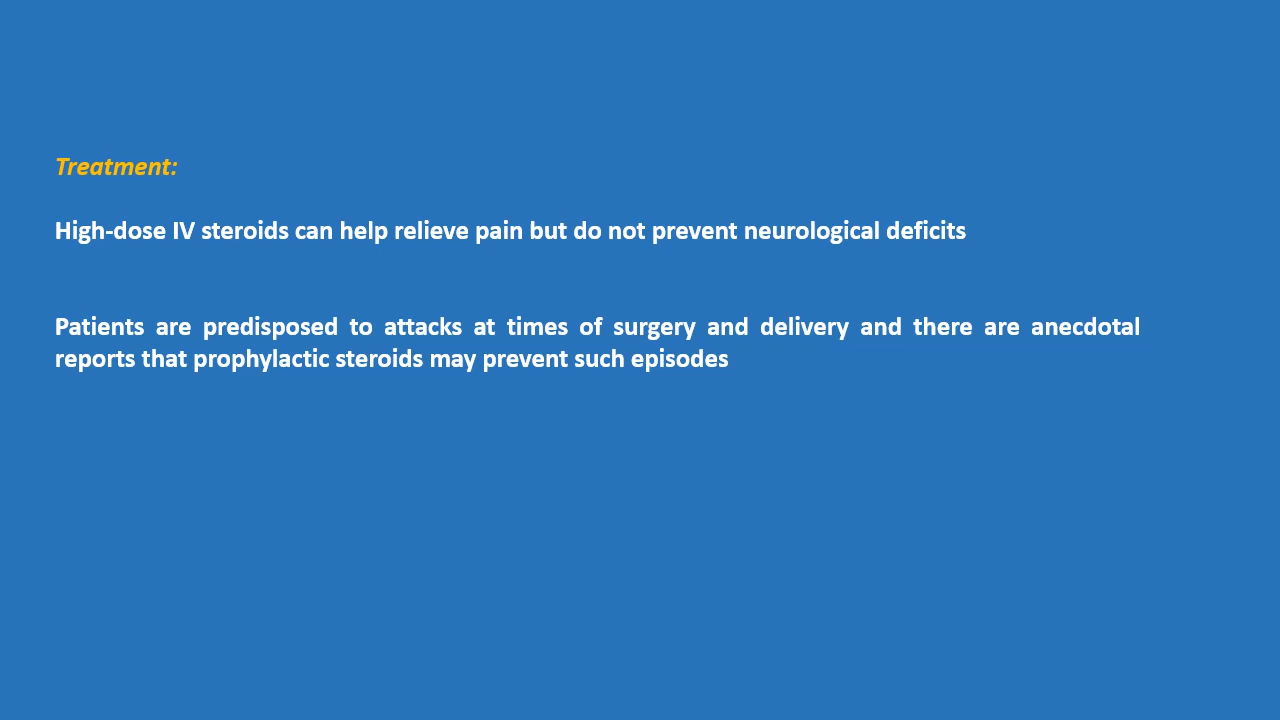 Treatment:
High-dose IV steroids can help relieve pain but do not prevent neurological deficits
Patients are predisposed to attacks at times of surgery and delivery and there are anecdotal
reports that prophylactic steroids may prevent such episodes